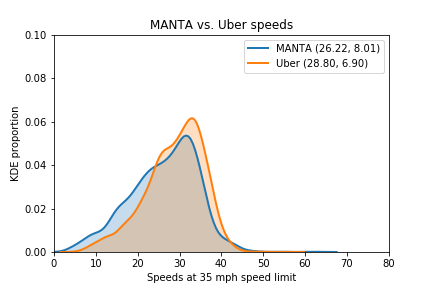 MANTA vs. Uber speeds
0.10
0.08
0.06
0.04
0.02
0.00
KDE proportion
MANTA (26.22, 8.01)
Uber (28.80, 6.90)
0 10 20 30 40 50 60 70 80
Speeds at 35 mph speed limit